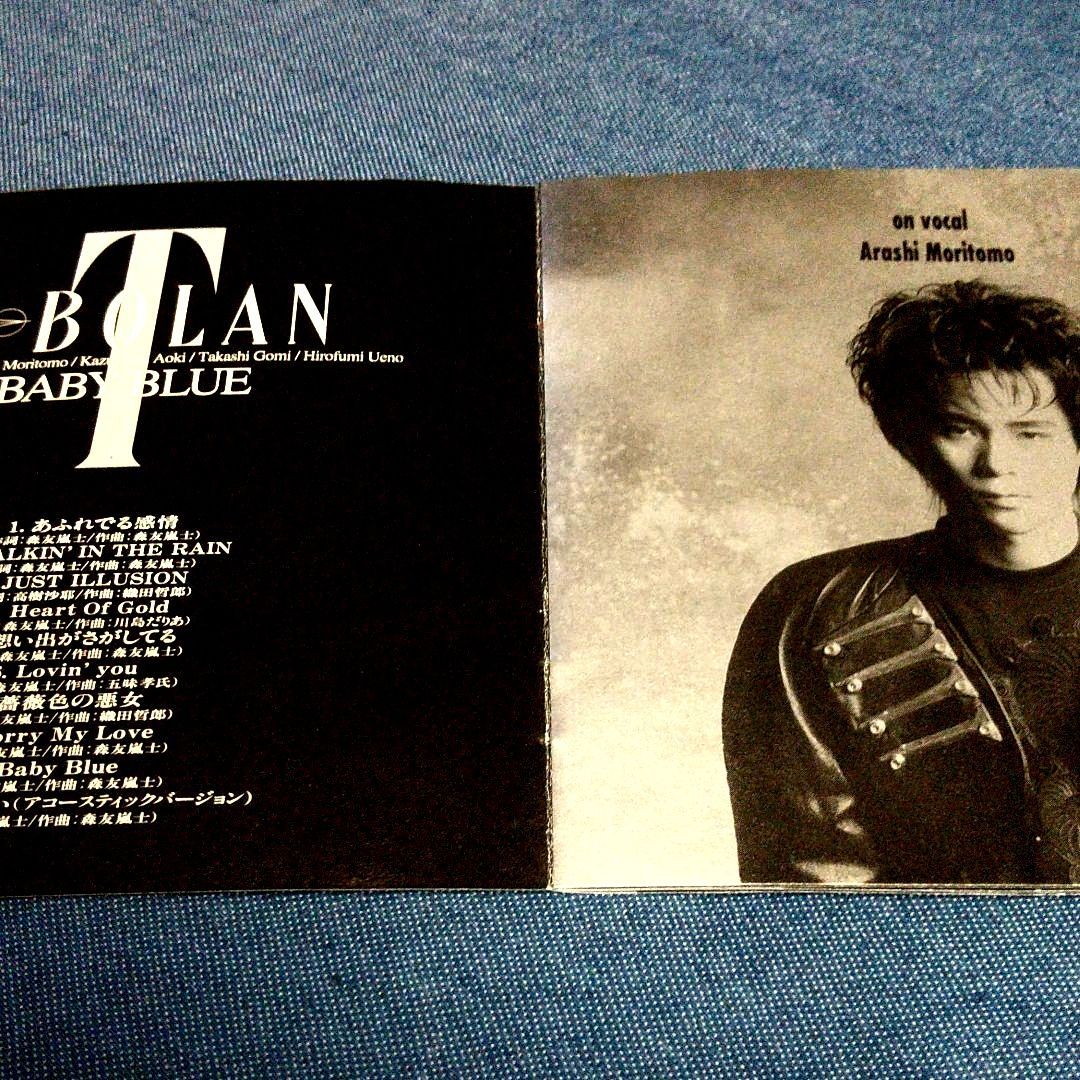 T
BOLAN
Moritomo / Kazu Aoki / Takashi Gomi / Hirofumi Ueno
BABY BLUE
1. あふれでる感情
詞:森友嵐士/作曲:森友嵐士)
ALKIN' IN THE RAIN
詞:森友嵐士/作曲:森友嵐士)
JUST ILLUSION
:高樹沙耶/作曲:織田哲郎)
Heart Of Gold
森友嵐士/作曲:川島だりあ)
想い出がさがしてる
森友嵐士/作曲:森友嵐士)
. Lovin' you
森友嵐士/作曲:五味孝氏)
薔薇色の悪女
友嵐士/作曲:織田哲郎)
orry My Love
友嵐士/作曲:森友嵐士)
Baby Blue
嵐士/作曲:森友嵐士)
い(アコースティックバージョン)
嵐士/作曲:森友嵐士)
on vocal
Arashi Moritomo